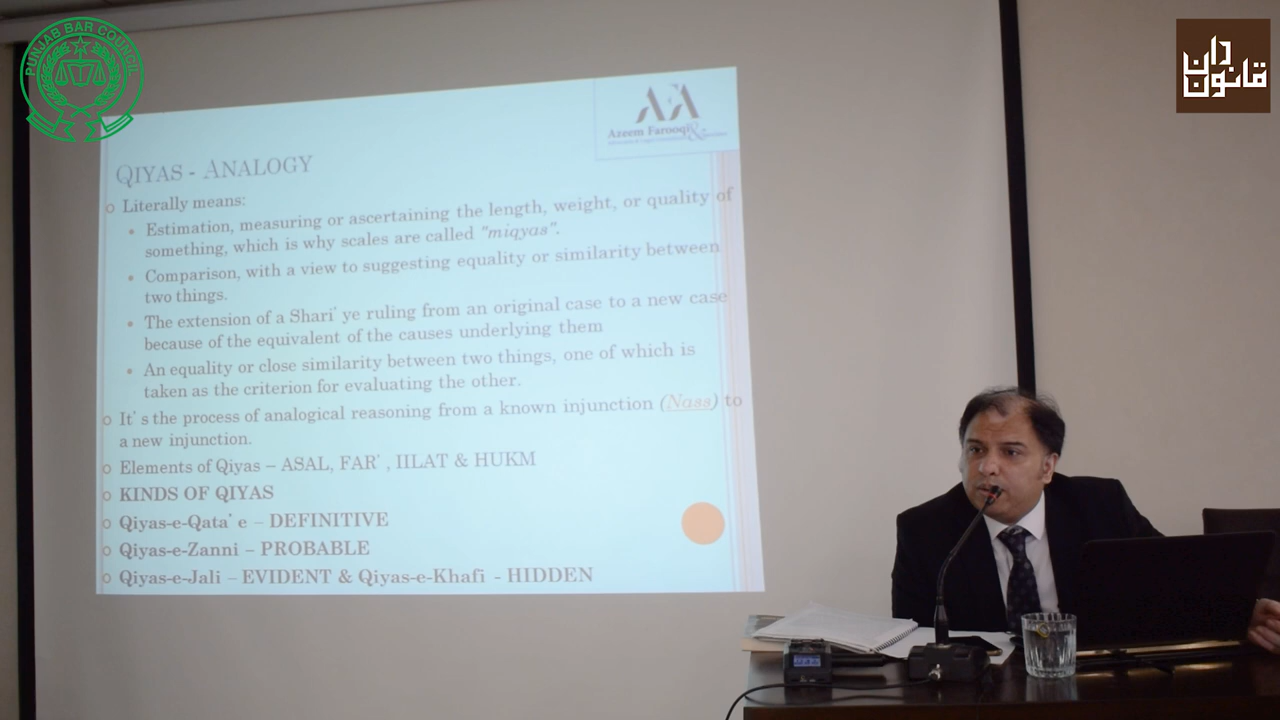 PUNJAB BAR COUNCIL
قانون دان
AFA
Azeem Farooqi &
QIYAS - ANALOGY
Literally means:
Estimation, measuring or ascertaining the length, weight, or quality of
something, which is why scales are called "miqyas".
Comparison, with a view to suggesting equality or similarity between
two things.
The extension of a Shari' ye ruling from an original case to a new case
because of the equivalent of the causes underlying them
An equality or close similarity between two things, one of which is
taken as the criterion for evaluating the other.
It' s the process of analogical reasoning from a known injunction (Nass) to
a new injunction.
Elements of Qiyas – ASAL, FAR' , IILAT & HUKM
KINDS OF QIYAS
Qiyas-e-Qata' e – DEFINITIVE
Qiyas-e-Zanni – PROBABLE
Qiyas-e-Jali – EVIDENT & Qiyas-e-Khafi - HIDDEN